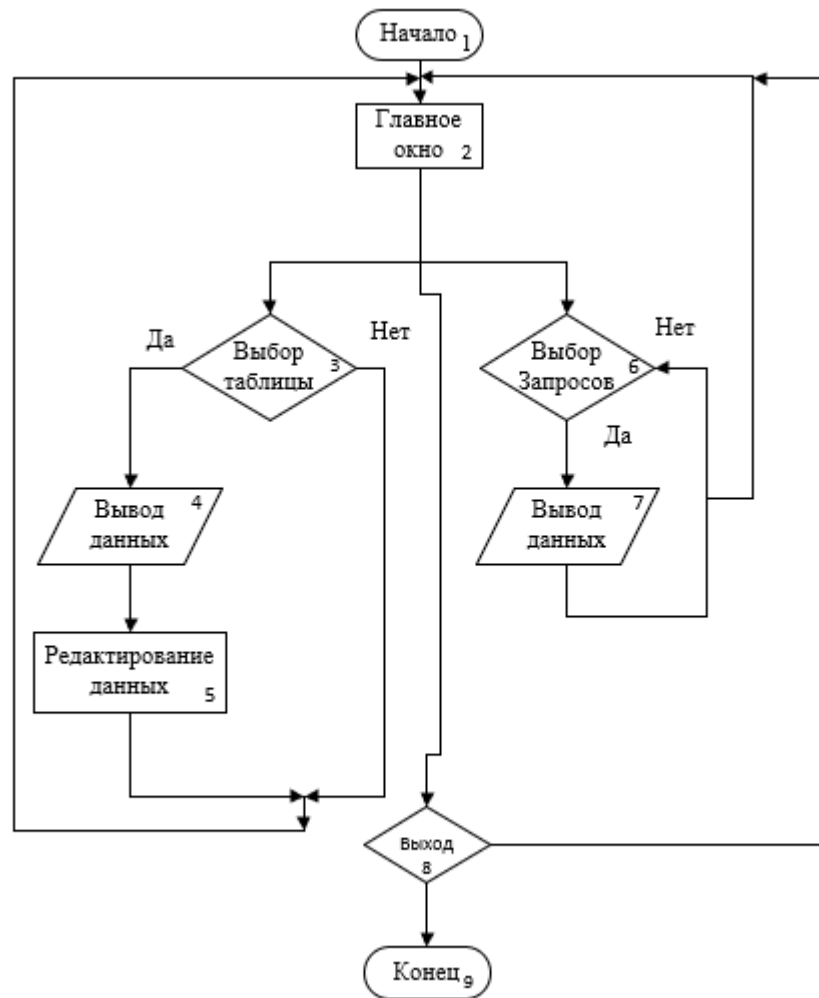 Начало 1
Главное
окно 2
Да
Выбор
таблицы 3
Нет
Выбор
Запросов 6
Нет
Да
Вывод 4
данных
Вывод 7
данных
Редактирование
данных 5
Выход
8
Конец 9